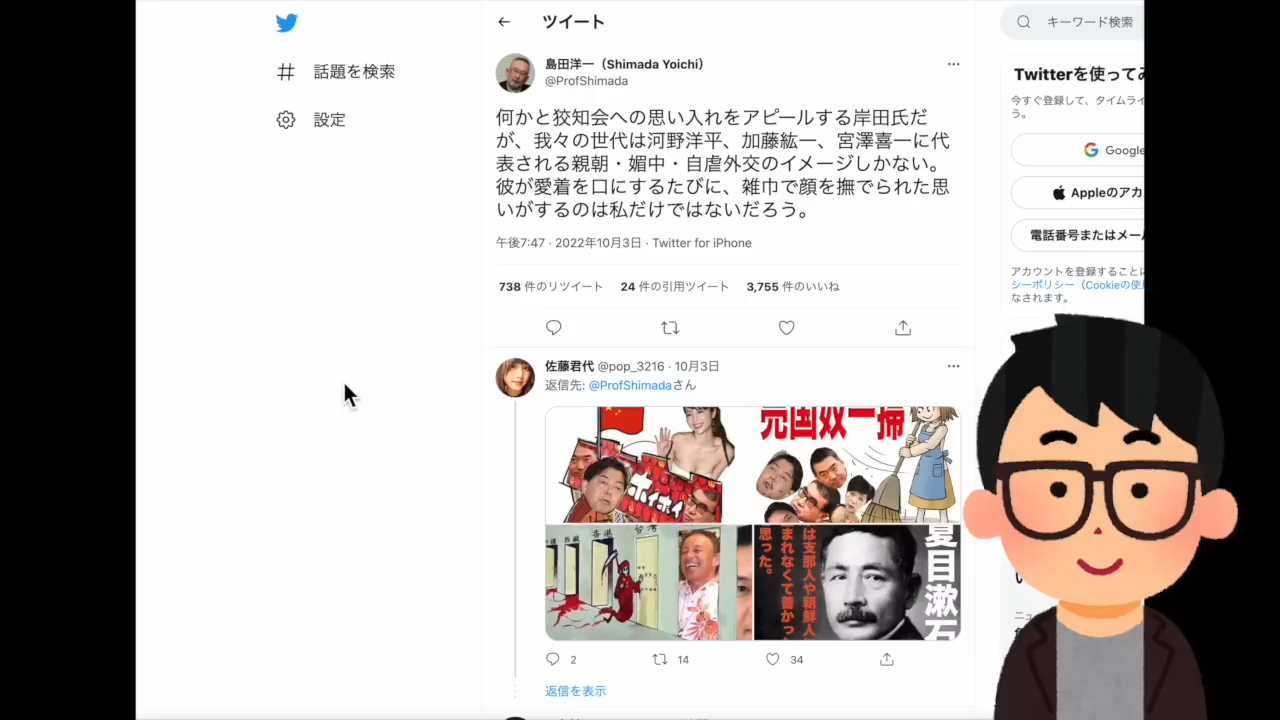 ツイート
キーワード検索
話題を検索
設定
島田洋一（Shimada Yoichi）
@ProfShimada
何かと狡知会への思い入れをアピールする岸田氏だ
が、我々の世代は河野洋平、加藤紘一、宮澤喜一に代
表される親朝・媚中・自虐外交のイメージしかない。
彼が愛着を口にするたびに、雑巾で顔を撫でられた思
いがするのは私だけではないだろう。
午後7:47 · 2022年10月3日 · Twitter for iPhone
738 件のリツイート 24 件の引用ツイート 3,755 件のいいね
Twitterを使ってみ
今すぐ登録して、タイムライ
う。
Google
Appleのアカ
電話番号またはメー
アカウントを登録することに
シーポリシー（Cookieの使
なされます。
佐藤君代 @pop_3216 · 10月3日
返信先: @ProfShimadaさん
売国奴一掃
ホイホイ
香港
台湾
は支那人や朝鮮人に
まれなくて善かっ
思った。
夏目漱石
2 14 34
返信を表示